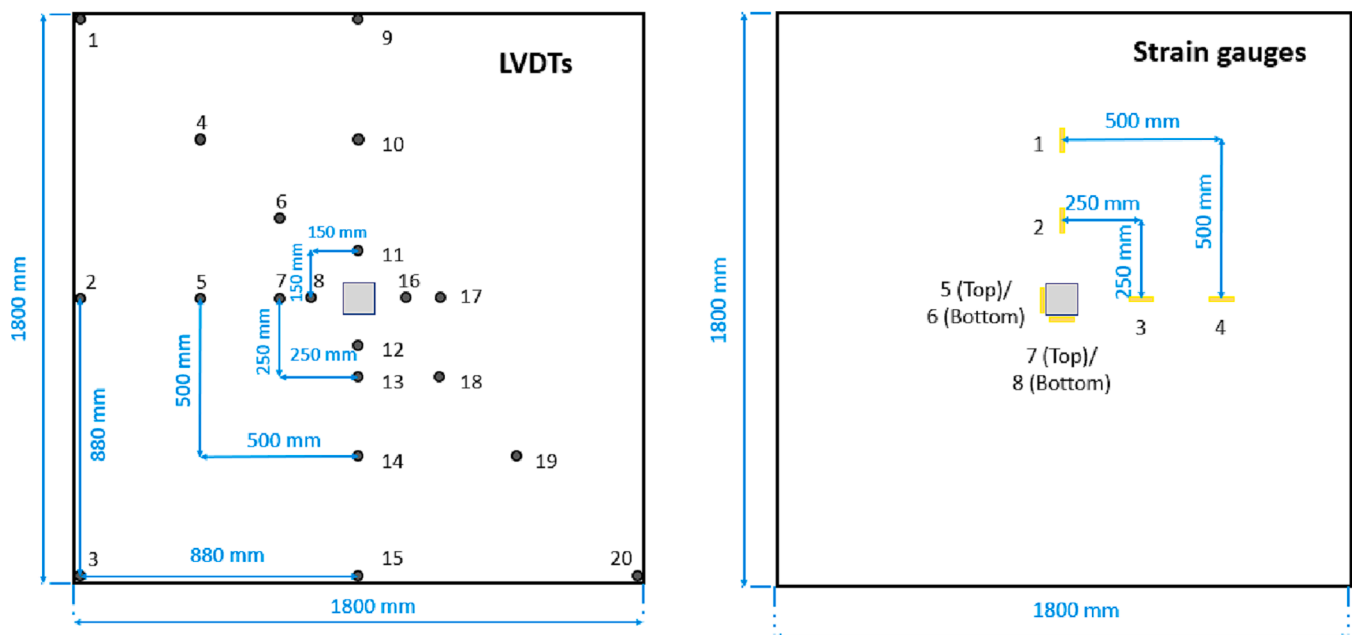 1
9
LVDTs
4
10
6
150 mm
11
150 mm
2
5
7
8
16
17
1800 mm
12
250 mm
250 mm
13
18
500 mm
880 mm
500 mm
14
19
3
880 mm
15
20
1800 mm
Strain gauges
500 mm
1
250 mm
2
500 mm
250 mm
1800 mm
5 (Top)/
6 (Bottom)
3
4
7 (Top)/
8 (Bottom)
1800 mm